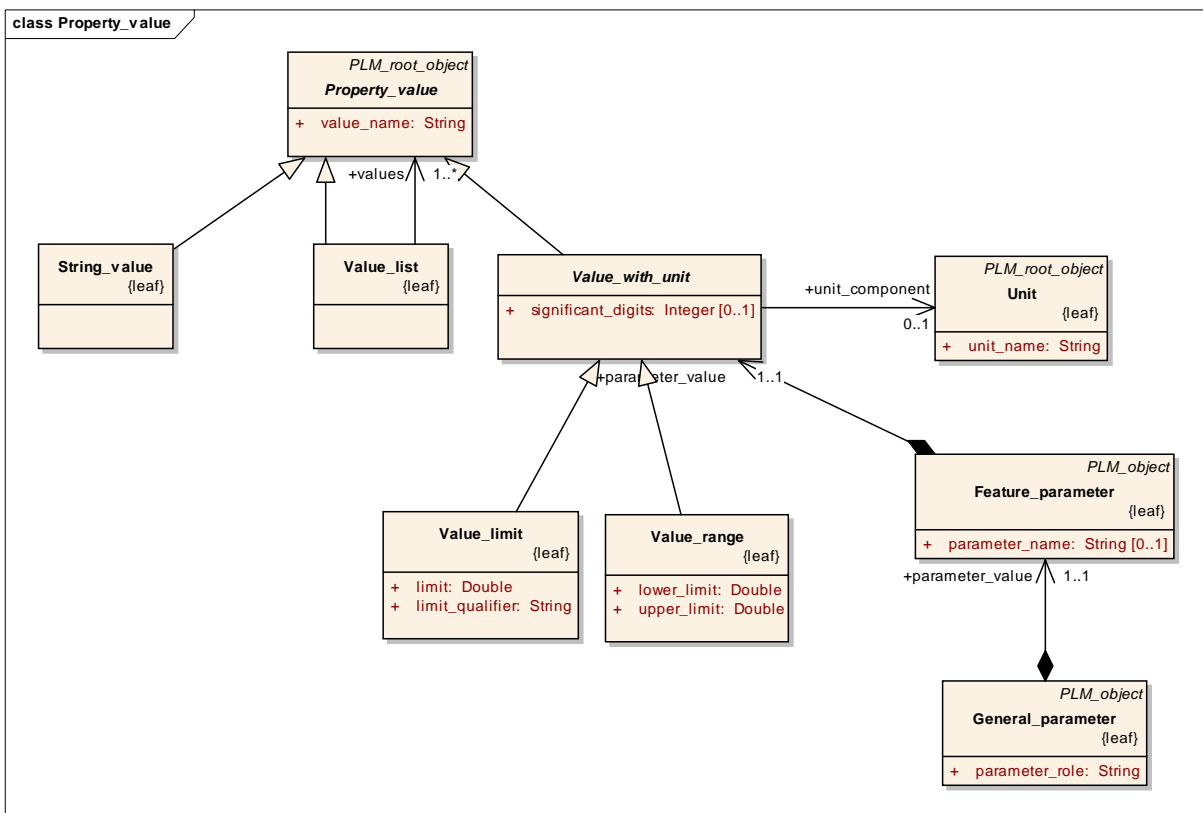 class Property_value
PLM_root_object
Property_value
+ value_name: String
+values 1..*
String_value
{leaf}
Value_list
{leaf}
Value_with_unit
+ significant_digits: Integer [0..1]
+unit_component
0..1
PLM_root_object
Unit
{leaf}
+ unit_name: String
+parameter_value 1..1
PLM_object
Feature_parameter
{leaf}
+ parameter_name: String [0..1]
Value_limit
{leaf}
+ limit: Double
+ limit_qualifier: String
Value_range
{leaf}
+ lower_limit: Double
+ upper_limit: Double
+parameter_value 1..1
PLM_object
General_parameter
{leaf}
+ parameter_role: String